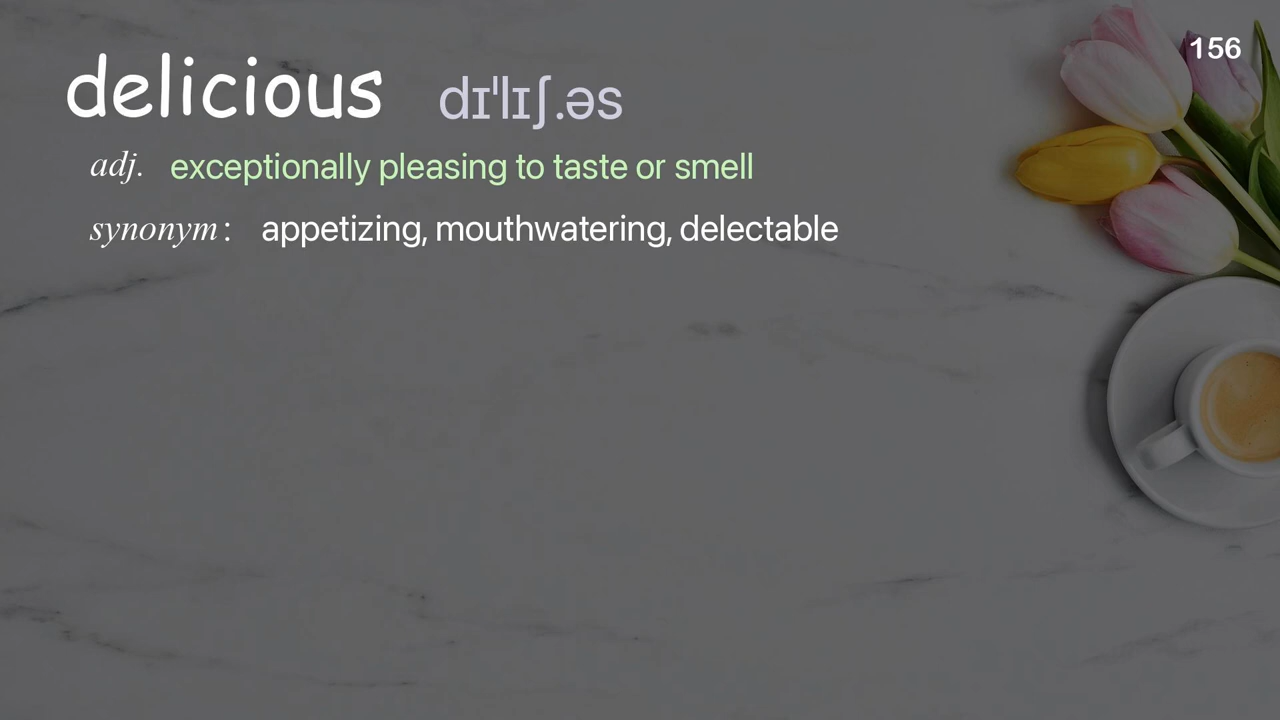 156
delicious dɪˈlɪʃ.əs
adj. exceptionally pleasing to taste or smell
synonym : appetizing, mouthwatering, delectable